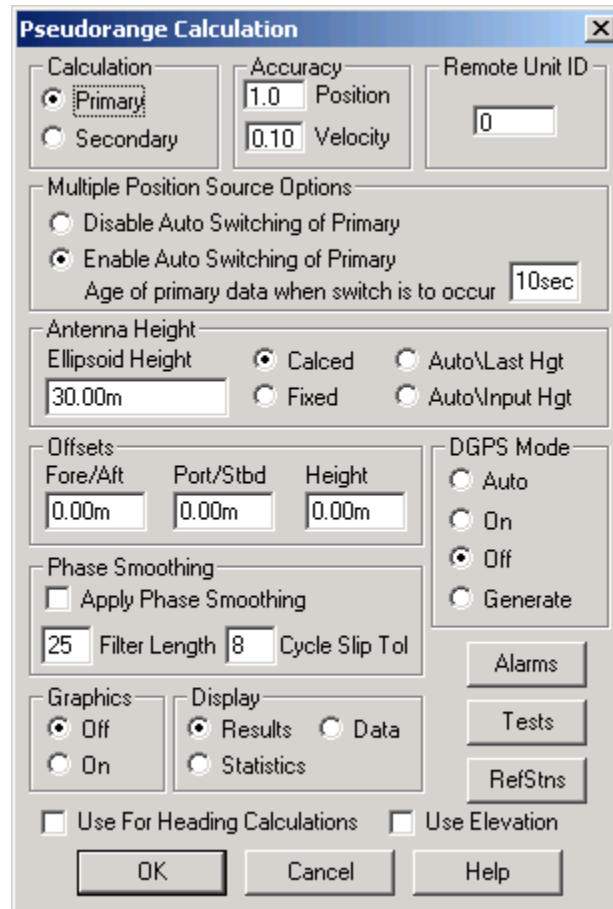 Pseudorange Calculation
Calculation
Primary
Secondary
Accuracy
1.0 Position
0.10 Velocity
Remote Unit ID
0
Multiple Position Source Options
Disable Auto Switching of Primary
Enable Auto Switching of Primary
Age of primary data when switch is to occur 10sec
Antenna Height
Ellipsoid Height
30.00m
Calced
Fixed
Auto\Last Hgt
Auto\Input Hgt
Offsets
Fore/Aft Port/Stbd Height
0.00m 0.00m 0.00m
DGPS Mode
Auto
On
Off
Generate
Phase Smoothing
Apply Phase Smoothing
25 Filter Length 8 Cycle Slip Tol
Graphics
Off
On
Display
Results Data
Statistics
Alarms
Tests
RefStns
Use For Heading Calculations Use Elevation
OK Cancel Help